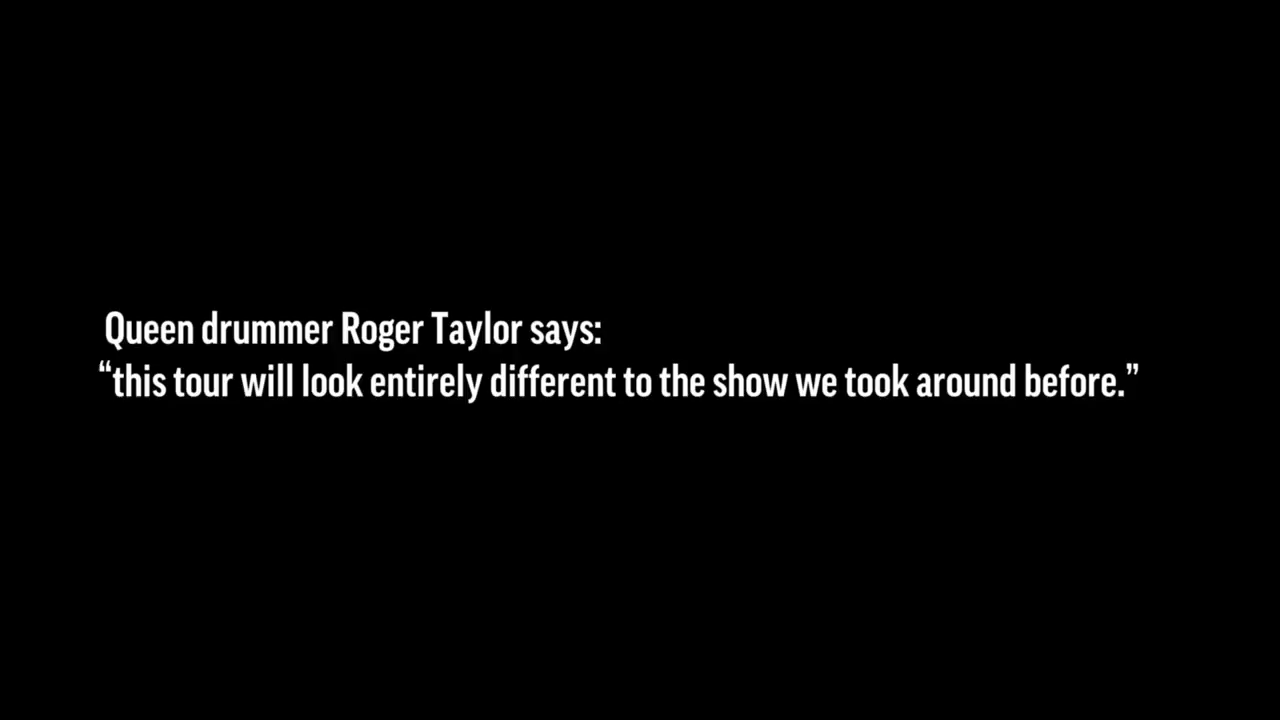 Queen drummer Roger Taylor says:
“this tour will look entirely different to the show we took around before.”